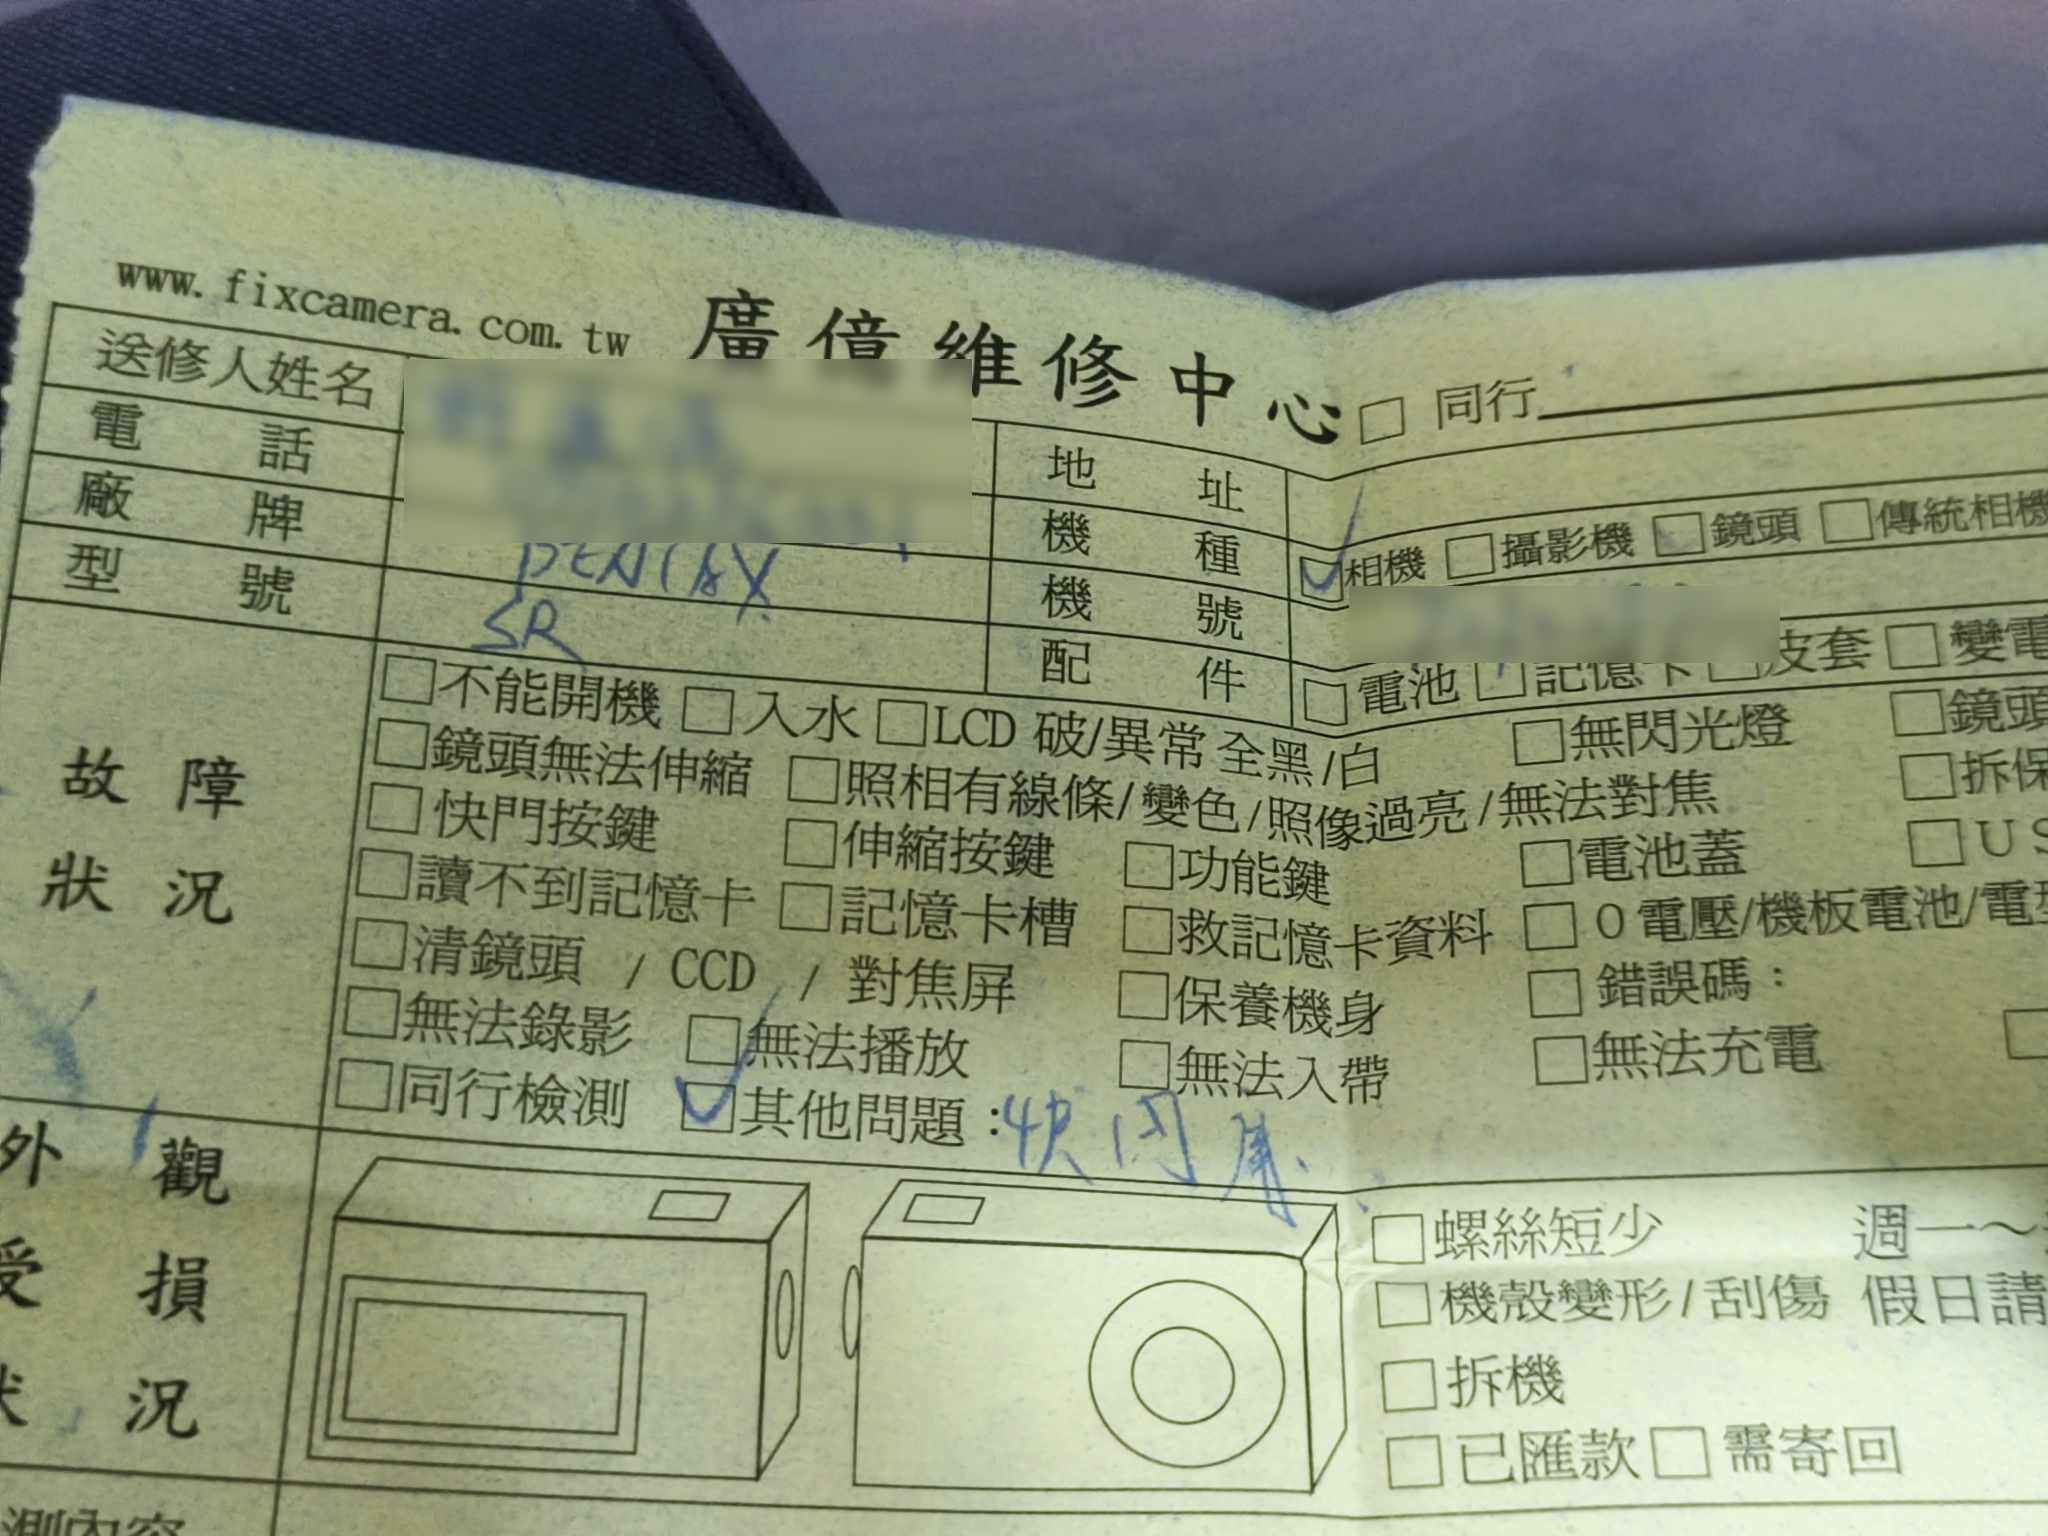 www.fixcamera.com.tw 廣億維修中心 □ 同行
送修人姓名 地址
電話 機種 ☑相機 □攝影機 □鏡頭 □傳統相機
廠牌 PENTAX 機號
型號 SR 配件 □電池 □記憶卡 □皮套 □變電
故障狀況
□不能開機 □入水 □LCD 破/異常全黑/白 □無閃光燈 □鏡頭
□鏡頭無法伸縮 □照相有線條/變色/照像過亮/無法對焦 □拆保
□快門按鍵 □伸縮按鍵 □功能鍵 □電池蓋 □US
□讀不到記憶卡 □記憶卡槽 □救記憶卡資料 □0電壓/機板電池/電
□清鏡頭 / CCD / 對焦屏 □保養機身 □錯誤碼:
□無法錄影 □無法播放 □無法入帶 □無法充電 □
□同行檢測 ☑其他問題:快門
外觀受損狀況
□螺絲短少 週一~
□機殼變形/刮傷 假日請
□拆機
□已匯款 □需寄回
測內容